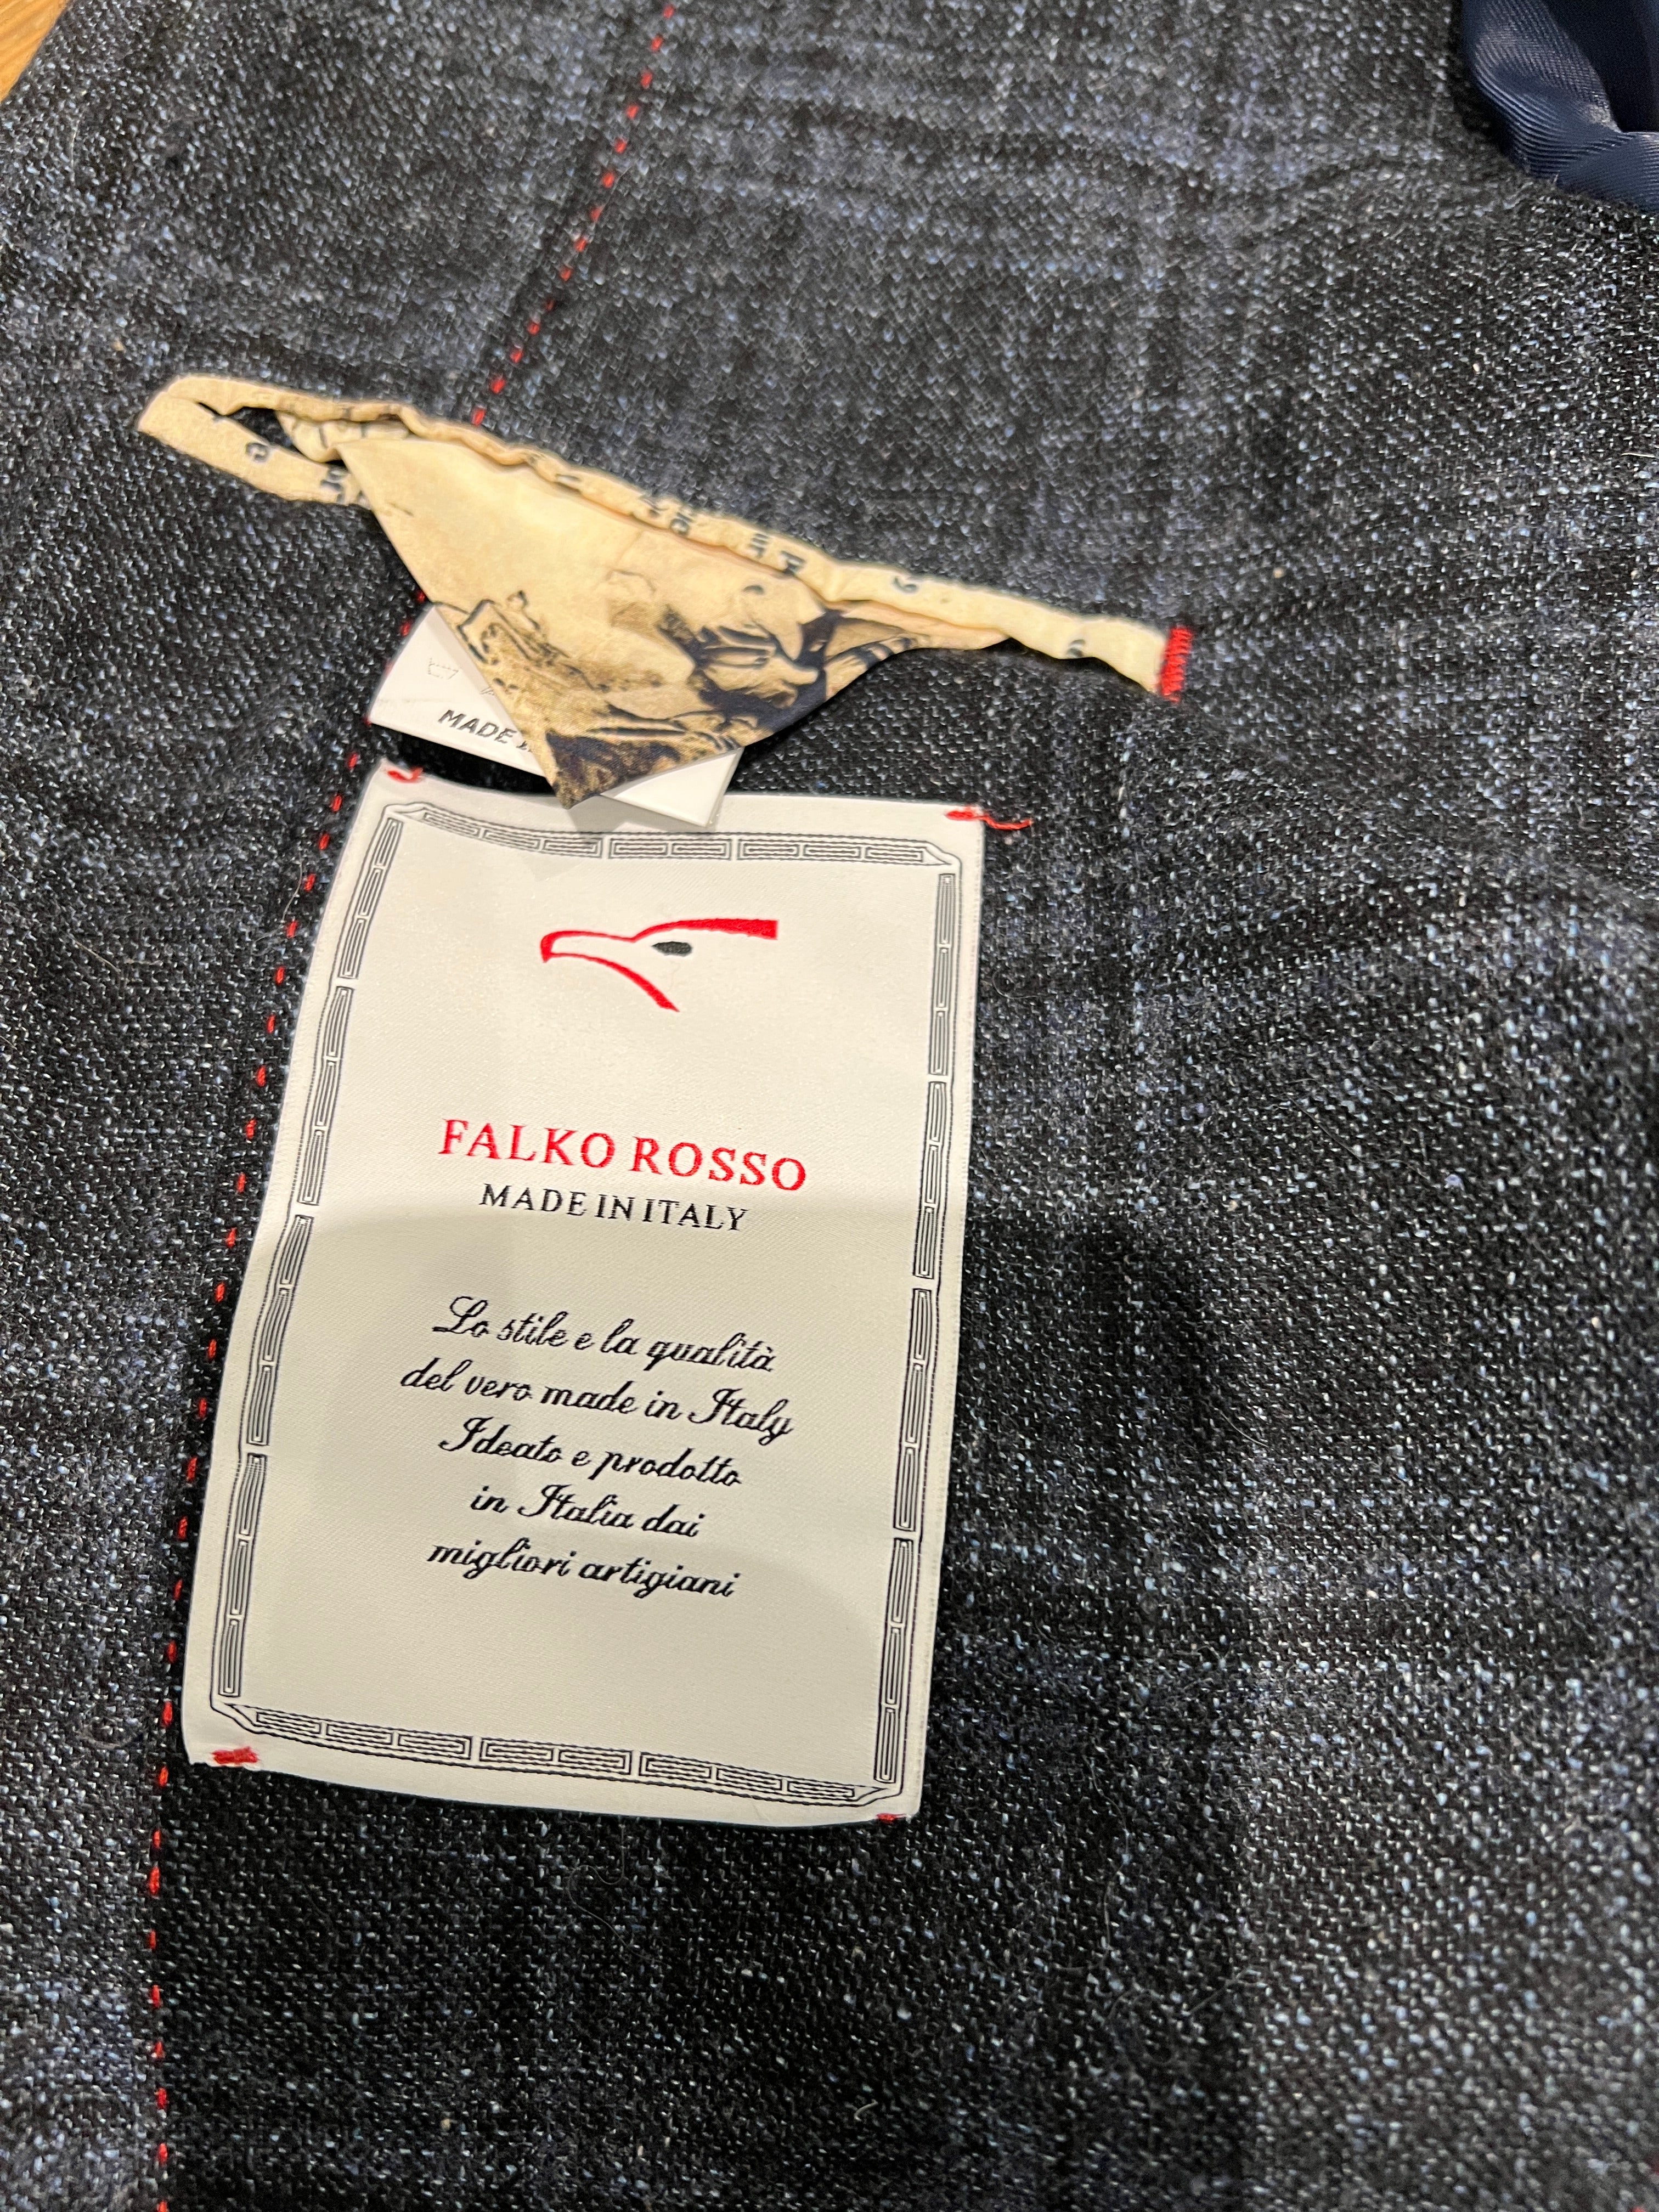 MADE
FALKO ROSSO
MADE IN ITALY
Lo stile e la qualità
del vero made in Italy
Ideato e prodotto
in Italia dai
migliori artigiani